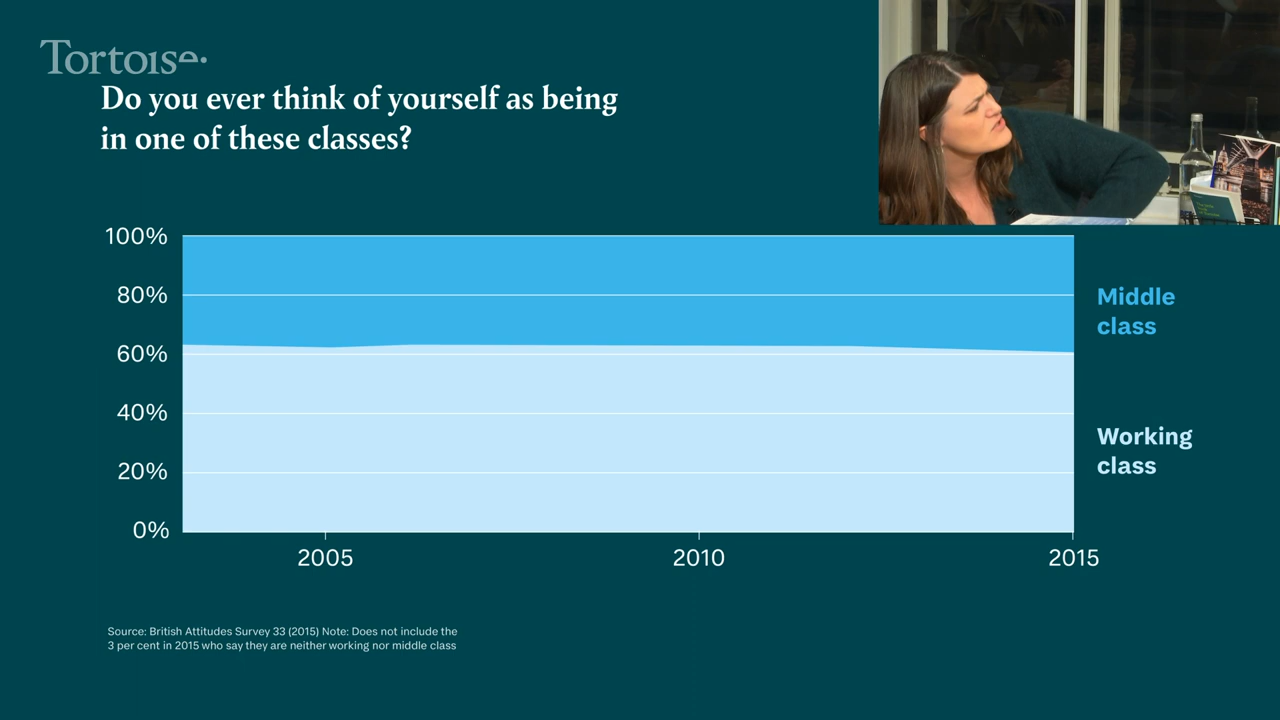 Tortoise.
Do you ever think of yourself as being
in one of these classes?
100%
80%
60%
40%
20%
0%
2005
2010
2015
Middle
class
Working
class
Source: British Attitudes Survey 33 (2015) Note: Does not include the
3 per cent in 2015 who say they are neither working nor middle class